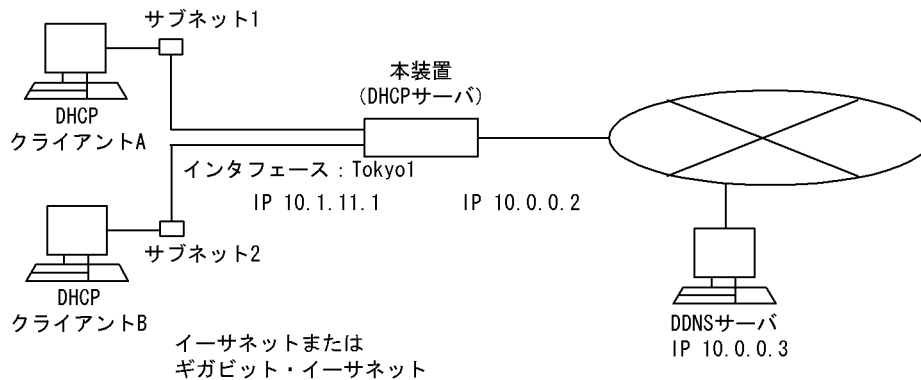 サブネット1
DHCP
クライアントA
本装置
(DHCPサーバ)
インタフェース：Tokyo1
IP 10.1.11.1
IP 10.0.0.2
サブネット2
DHCP
クライアントB
DDNSサーバ
IP 10.0.0.3
イーサネットまたは
ギガビット・イーサネット